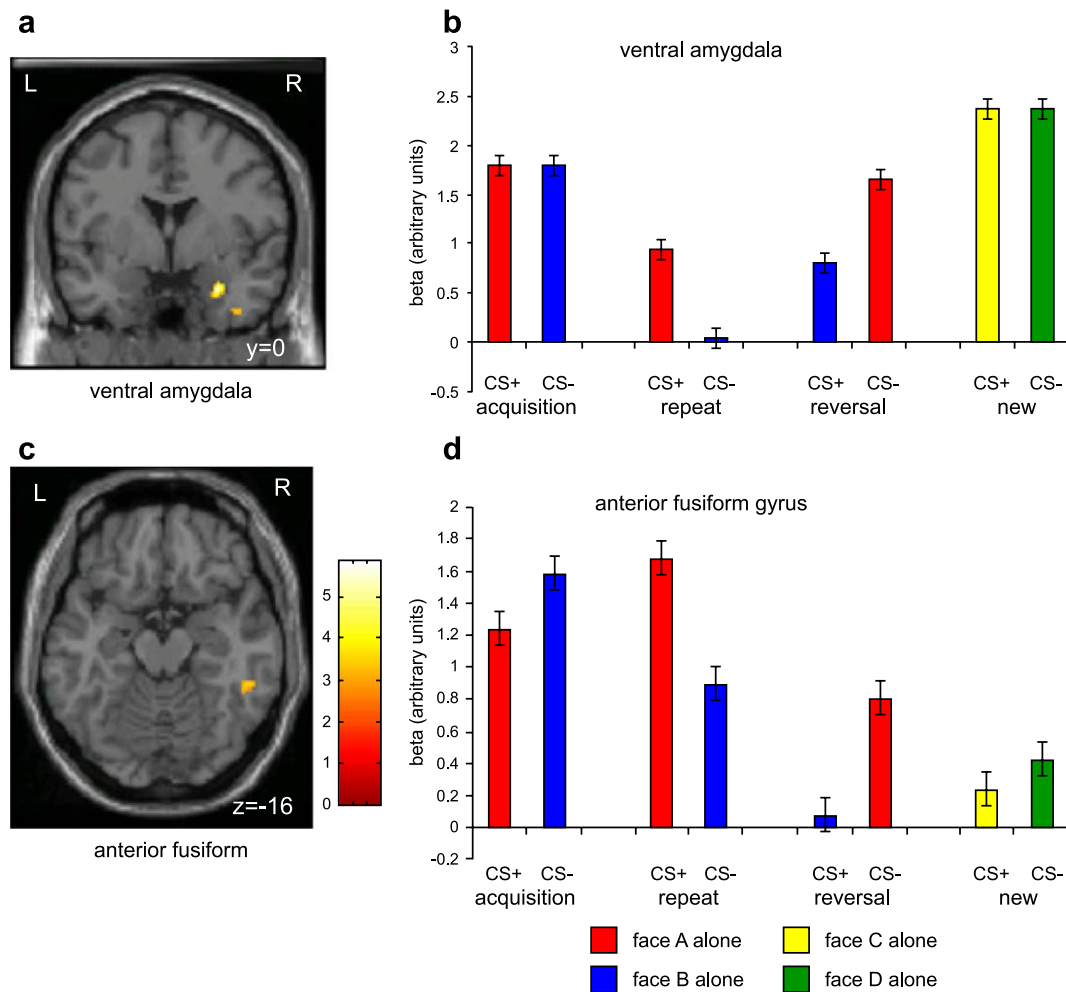 a
L
R
y=0
ventral amygdala
b
ventral amygdala
beta (arbitrary units)
3
2.5
2
1.5
1
0.5
0
-0.5
CS+ CS- CS+ CS- CS+ CS- CS+ CS-
acquisition repeat reversal new
c
L
R
z=-16
anterior fusiform
5
4
3
2
1
0
d
anterior fusiform gyrus
beta (arbitrary units)
2
1.8
1.6
1.4
1.2
1
0.8
0.6
0.4
0.2
0
-0.2
CS+ CS- CS+ CS- CS+ CS- CS+ CS-
acquisition repeat reversal new
face A alone face C alone
face B alone face D alone